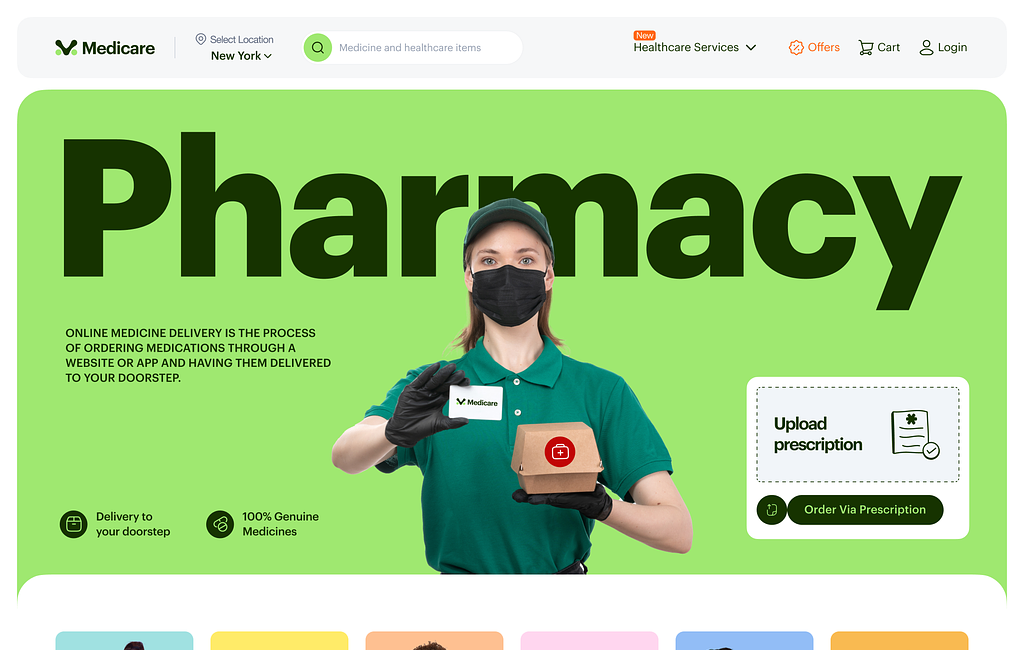 Medicare
Select Location
New York
Medicine and healthcare items
New
Healthcare Services
Offers
Cart
Login
Pharmacy
ONLINE MEDICINE DELIVERY IS THE PROCESS
OF ORDERING MEDICATIONS THROUGH A
WEBSITE OR APP AND HAVING THEM DELIVERED
TO YOUR DOORSTEP.
Medicare
Upload
prescription
Order Via Prescription
Delivery to
your doorstep
100% Genuine
Medicines